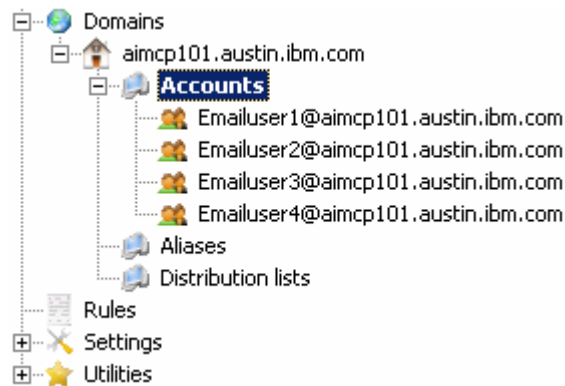 Domains
aimcp101.austin.ibm.com
Accounts
Emailuser1@aimcp101.austin.ibm.com
Emailuser2@aimcp101.austin.ibm.com
Emailuser3@aimcp101.austin.ibm.com
Emailuser4@aimcp101.austin.ibm.com
Aliases
Distribution lists
Rules
Settings
Utilities